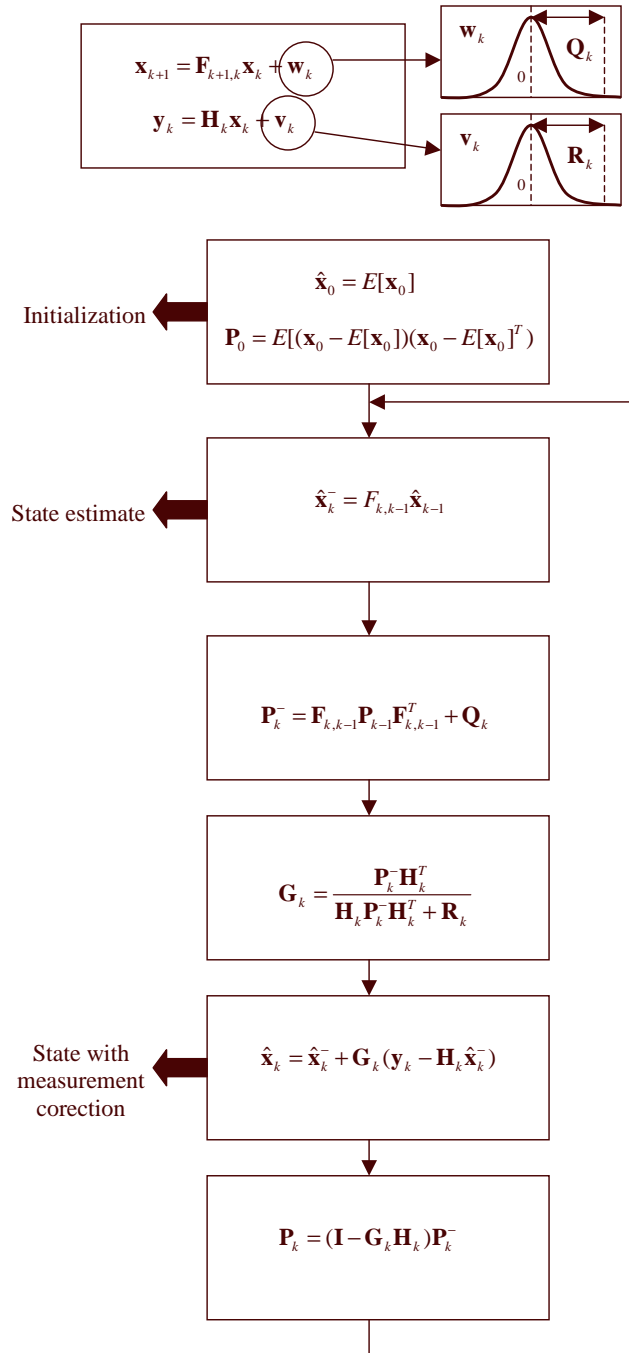 x_{k+1} = F_{k+1,k} x_k + w_k
y_k = H_k x_k + v_k
w_k
Q_k
0
v_k
R_k
0
Initialization
x̂_0 = E[x_0]
P_0 = E[(x_0 − E[x_0])(x_0 − E[x_0]^T)
State estimate
x̂_k^− = F_{k,k−1} x̂_{k−1}
P_k^− = F_{k,k−1} P_{k−1} F_{k,k−1}^T + Q_k
G_k = \frac{P_k^− H_k^T}{H_k P_k^− H_k^T + R_k}
State with
measurement
corection
x̂_k = x̂_k^− + G_k (y_k − H_k x̂_k^−)
P_k = (I − G_k H_k) P_k^−